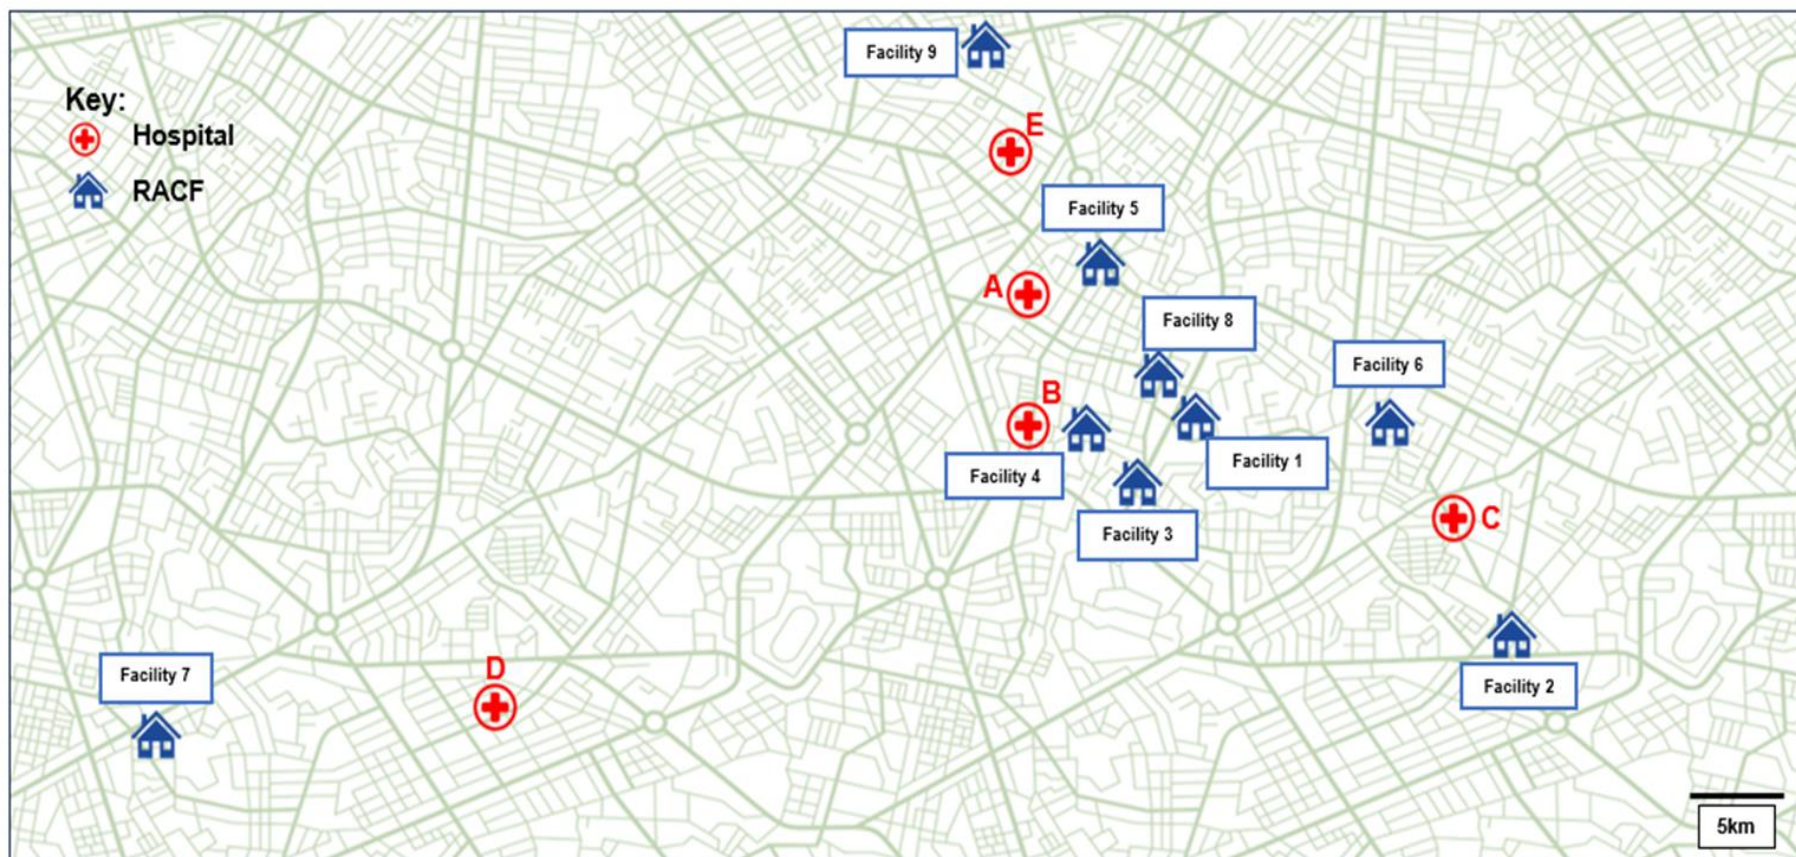 Facility 9
Key:
Hospital
RACF
E
Facility 5
A
Facility 8
Facility 6
B
Facility 1
Facility 4
C
Facility 3
D
Facility 7
Facility 2
5km